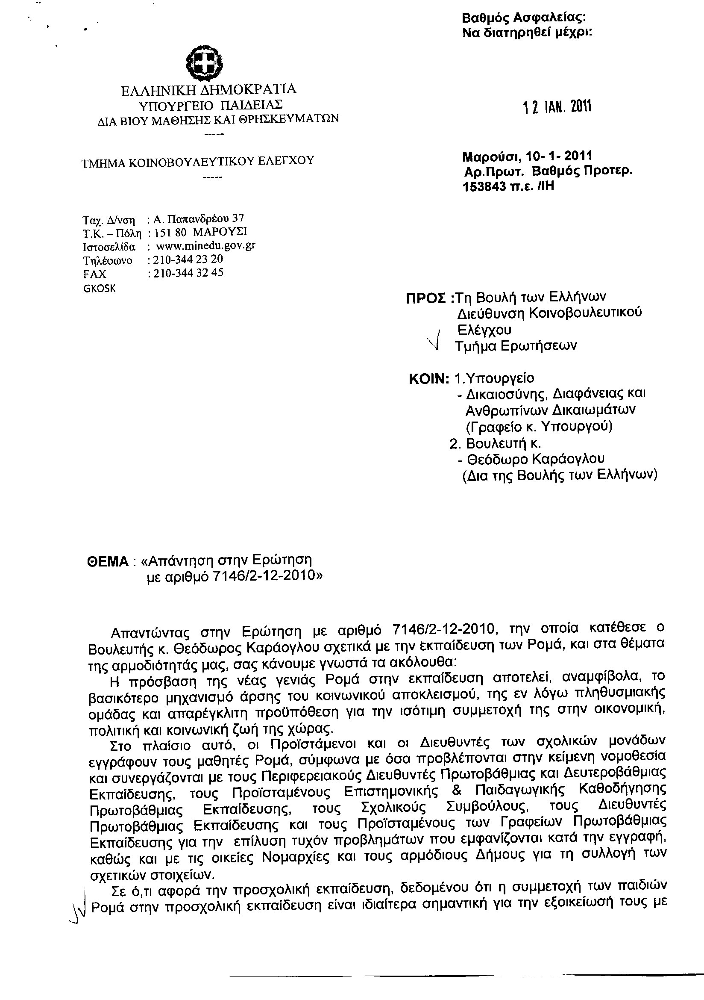 Βαθμός Ασφαλείας:
Να διατηρηθεί μέχρι:
ΕΛΛΗΝΙΚΗ ΔΗΜΟΚΡΑΤΙΑ
ΥΠΟΥΡΓΕΙΟ ΠΑΙΔΕΙΑΣ
ΔΙΑ ΒΙΟΥ ΜΑΘΗΣΗΣ ΚΑΙ ΘΡΗΣΚΕΥΜΑΤΩΝ
-----
12 ΙΑΝ. 2011
ΤΜΗΜΑ ΚΟΙΝΟΒΟΥΛΕΥΤΙΚΟΥ ΕΛΕΓΧΟΥ
-----
Μαρούσι, 10- 1- 2011
Αρ.Πρωτ. Βαθμός Προτερ.
153843 π.ε. /ΙΗ
Ταχ. Δ/νση : Α. Παπανδρέου 37
Τ.Κ. – Πόλη : 151 80 ΜΑΡΟΥΣΙ
Ιστοσελίδα : www.minedu.gov.gr
Τηλέφωνο : 210-344 23 20
FAX : 210-344 32 45
GKOSK
ΠΡΟΣ :Τη Βουλή των Ελλήνων
Διεύθυνση Κοινοβουλευτικού
Ελέγχου
Τμήμα Ερωτήσεων
ΚΟΙΝ: 1.Υπουργείο
- Δικαιοσύνης, Διαφάνειας και
Ανθρωπίνων Δικαιωμάτων
(Γραφείο κ. Υπουργού)
2. Βουλευτή κ.
- Θεόδωρο Καράογλου
(Δια της Βουλής των Ελλήνων)
ΘΕΜΑ : «Απάντηση στην Ερώτηση
με αριθμό 7146/2-12-2010»
Απαντώντας στην Ερώτηση με αριθμό 7146/2-12-2010, την οποία κατέθεσε ο
Βουλευτής κ. Θεόδωρος Καράογλου σχετικά με την εκπαίδευση των Ρομά, και στα θέματα
της αρμοδιότητάς μας, σας κάνουμε γνωστά τα ακόλουθα:
Η πρόσβαση της νέας γενιάς Ρομά στην εκπαίδευση αποτελεί, αναμφίβολα, το
βασικότερο μηχανισμό άρσης του κοινωνικού αποκλεισμού, της εν λόγω πληθυσμιακής
ομάδας και απαρέγκλιτη προϋπόθεση για την ισότιμη συμμετοχή της στην οικονομική,
πολιτική και κοινωνική ζωή της χώρας.
Στο πλαίσιο αυτό, οι Προϊστάμενοι και οι Διευθυντές των σχολικών μονάδων
εγγράφουν τους μαθητές Ρομά, σύμφωνα με όσα προβλέπονται στην κείμενη νομοθεσία
και συνεργάζονται με τους Περιφερειακούς Διευθυντές Πρωτοβάθμιας και Δευτεροβάθμιας
Εκπαίδευσης, τους Προϊσταμένους Επιστημονικής & Παιδαγωγικής Καθοδήγησης
Πρωτοβάθμιας Εκπαίδευσης, τους Σχολικούς Συμβούλους, τους Διευθυντές
Πρωτοβάθμιας Εκπαίδευσης και τους Προϊσταμένους των Γραφείων Πρωτοβάθμιας
Εκπαίδευσης για την επίλυση τυχόν προβλημάτων που εμφανίζονται κατά την εγγραφή,
καθώς και με τις οικείες Νομαρχίες και τους αρμόδιους Δήμους για τη συλλογή των
σχετικών στοιχείων.
Σε ό,τι αφορά την προσχολική εκπαίδευση, δεδομένου ότι η συμμετοχή των παιδιών
Ρομά στην προσχολική εκπαίδευση είναι ιδιαίτερα σημαντική για την εξοικείωσή τους με